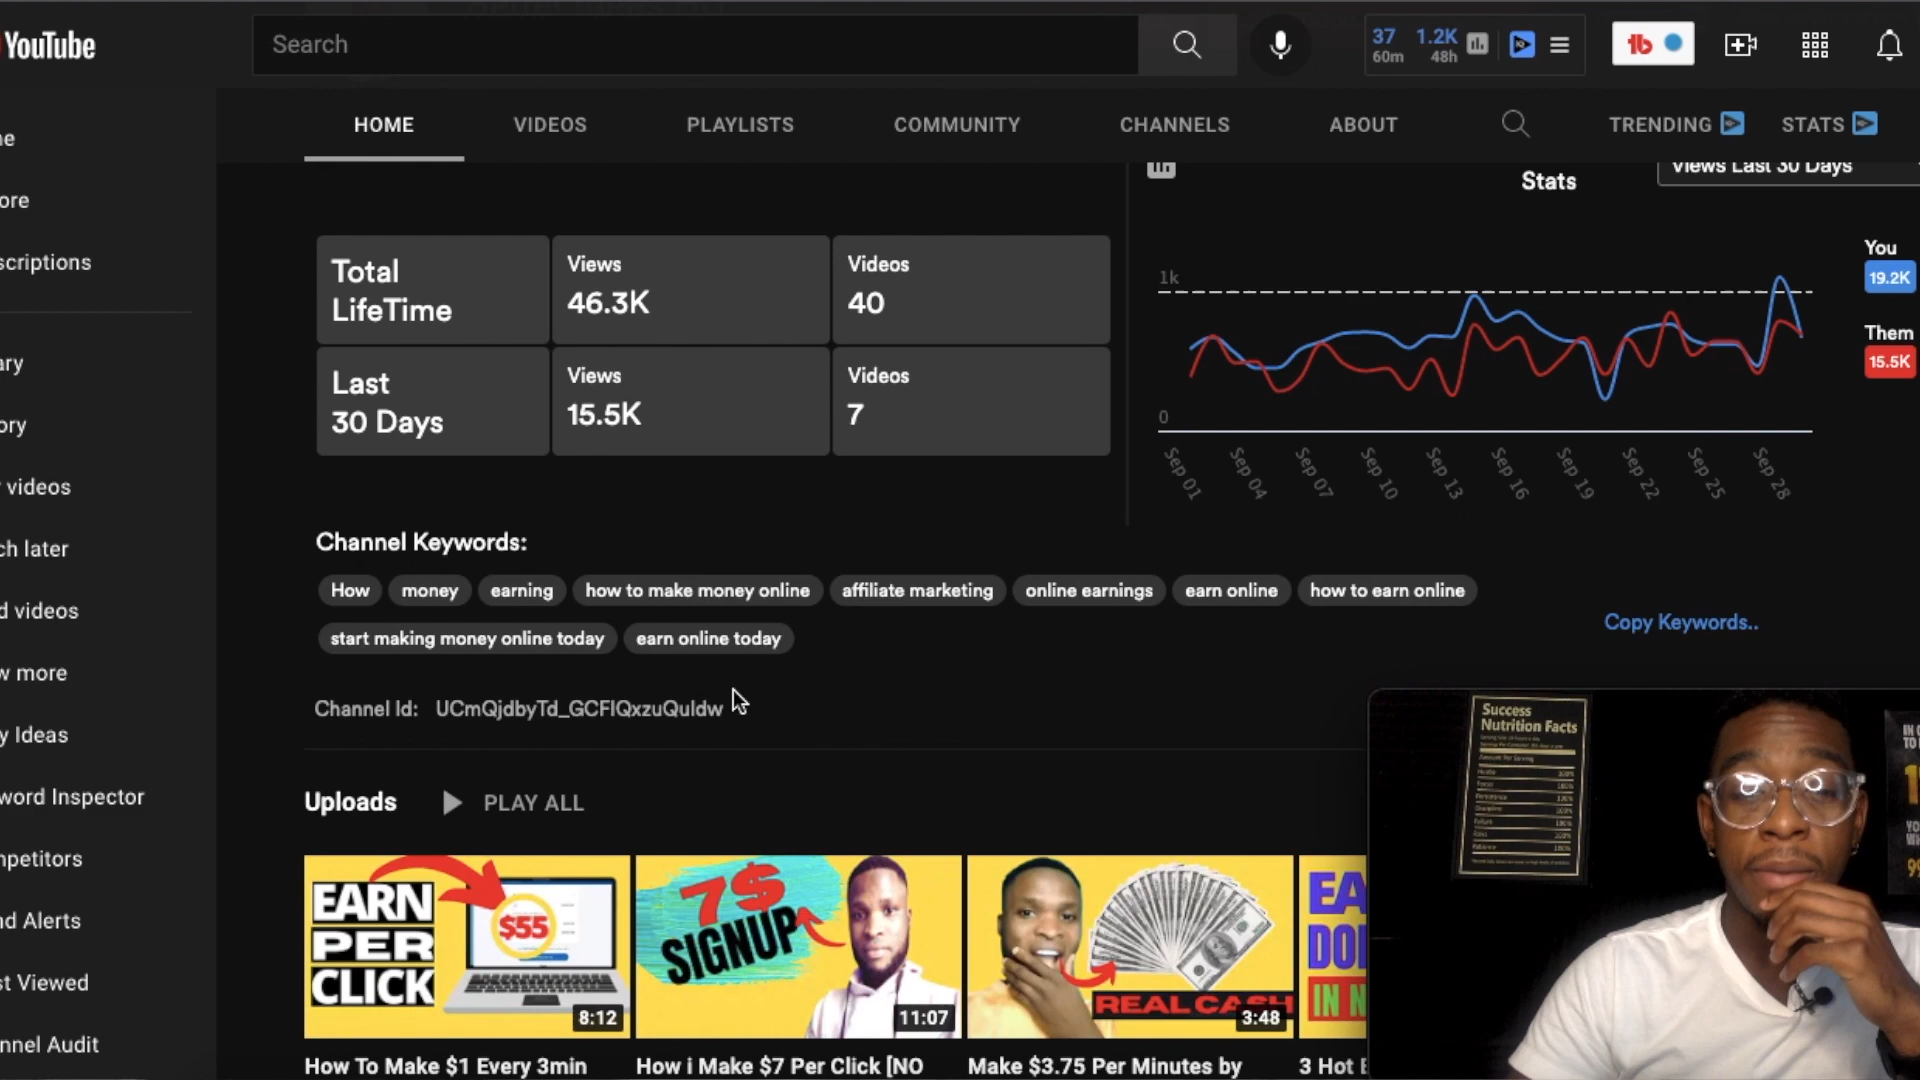 YouTube
Search
37
60m
1.2K
48h
HOME
VIDEOS
PLAYLISTS
COMMUNITY
CHANNELS
ABOUT
TRENDING
STATS
Stats
Views Last 30 Days
scriptions
videos
ch later
d videos
w more
y Ideas
word Inspector
mpetitors
nd Alerts
st Viewed
nnel Audit
Total
LifeTime
Views
46.3K
Videos
40
Last
30 Days
Views
15.5K
Videos
7
1k
0
Sep 01
Sep 04
Sep 07
Sep 10
Sep 13
Sep 16
Sep 19
Sep 22
Sep 25
Sep 28
You
19.2K
Them
15.5K
Channel Keywords:
How money earning how to make money online affiliate marketing online earnings earn online how to earn online
start making money online today earn online today
Copy Keywords..
Channel Id:
Uploads
PLAY ALL
EARN
PER
CLICK
$55
8:12
7$
SIGNUP
11:07
REAL CASH
3:48
IN N
How To Make $1 Every 3min
How i Make $7 Per Click [NO
Make $3.75 Per Minutes by
3 Hot E
Success
Nutrition Facts